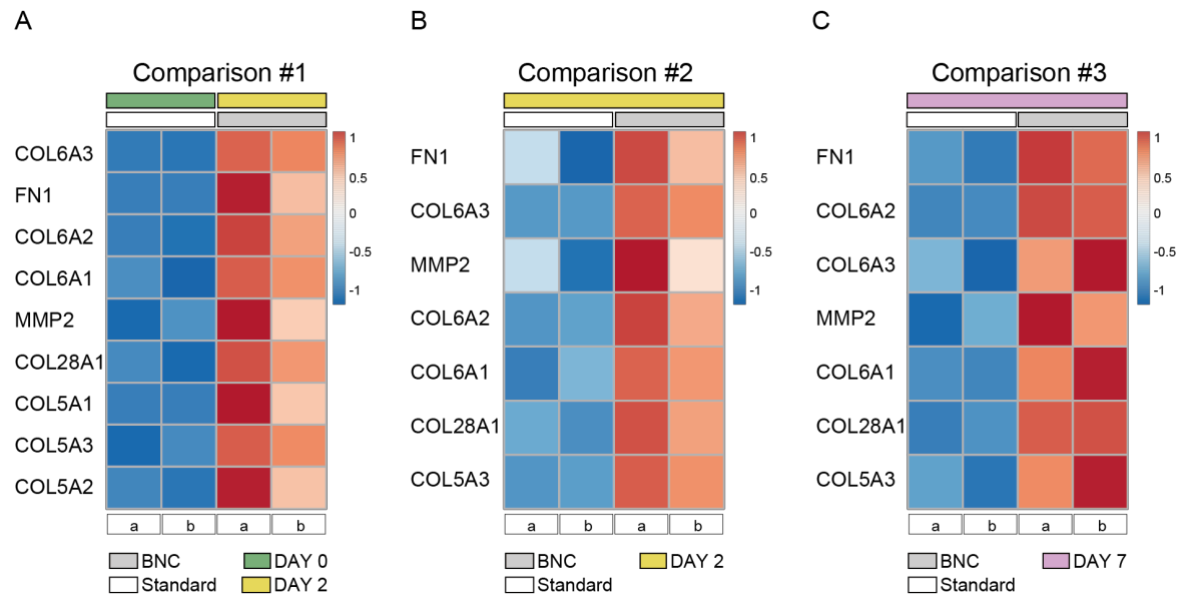 A
B
C
Comparison #1
Comparison #2
Comparison #3
COL6A3
FN1
COL6A2
COL6A1
MMP2
COL28A1
COL5A1
COL5A3
COL5A2
1
0.5
0
-0.5
-1
a b a b
BNC DAY 0
Standard DAY 2
FN1
COL6A3
MMP2
COL6A2
COL6A1
COL28A1
COL5A3
1
0.5
0
-0.5
-1
a b a b
BNC DAY 2
Standard
FN1
COL6A2
COL6A3
MMP2
COL6A1
COL28A1
COL5A3
1
0.5
0
-0.5
-1
a b a b
BNC DAY 7
Standard